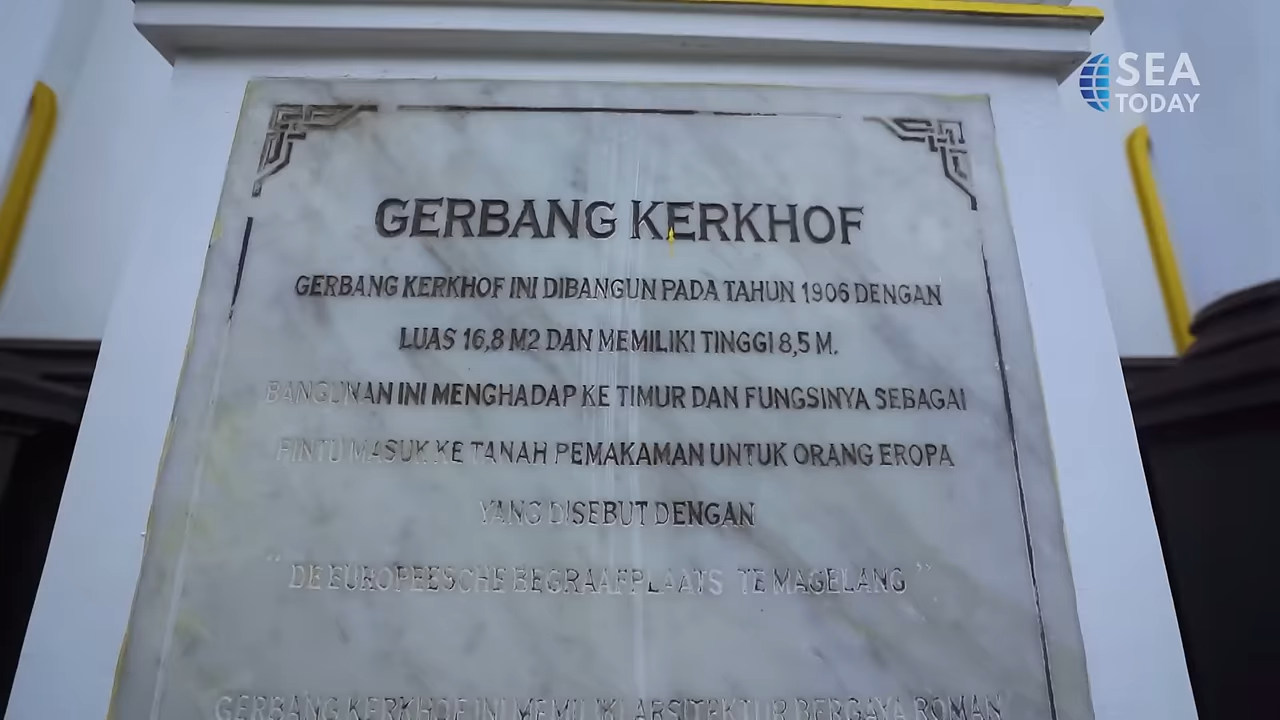 SEA
TODAY
GERBANG KERKHOF
GERBANG KERKHOF INI DIBANGUN PADA TAHUN 1906 DENGAN
LUAS 16,8 M2 DAN MEMILIKI TINGGI 8,5 M.
BANGUNAN INI MENGHADAP KE TIMUR DAN FUNGSINYA SEBAGAI
PINTU MASUK KE TANAH PEMAKAMAN UNTUK ORANG EROPA
YANG DISEBUT DENGAN
" DE EUROPEESCHE BEGRAAFPLAATS TE MAGELANG "
GERBANG KERKHOF INI MEMILIKI ARSITEKTUR BERGAYA ROMAN